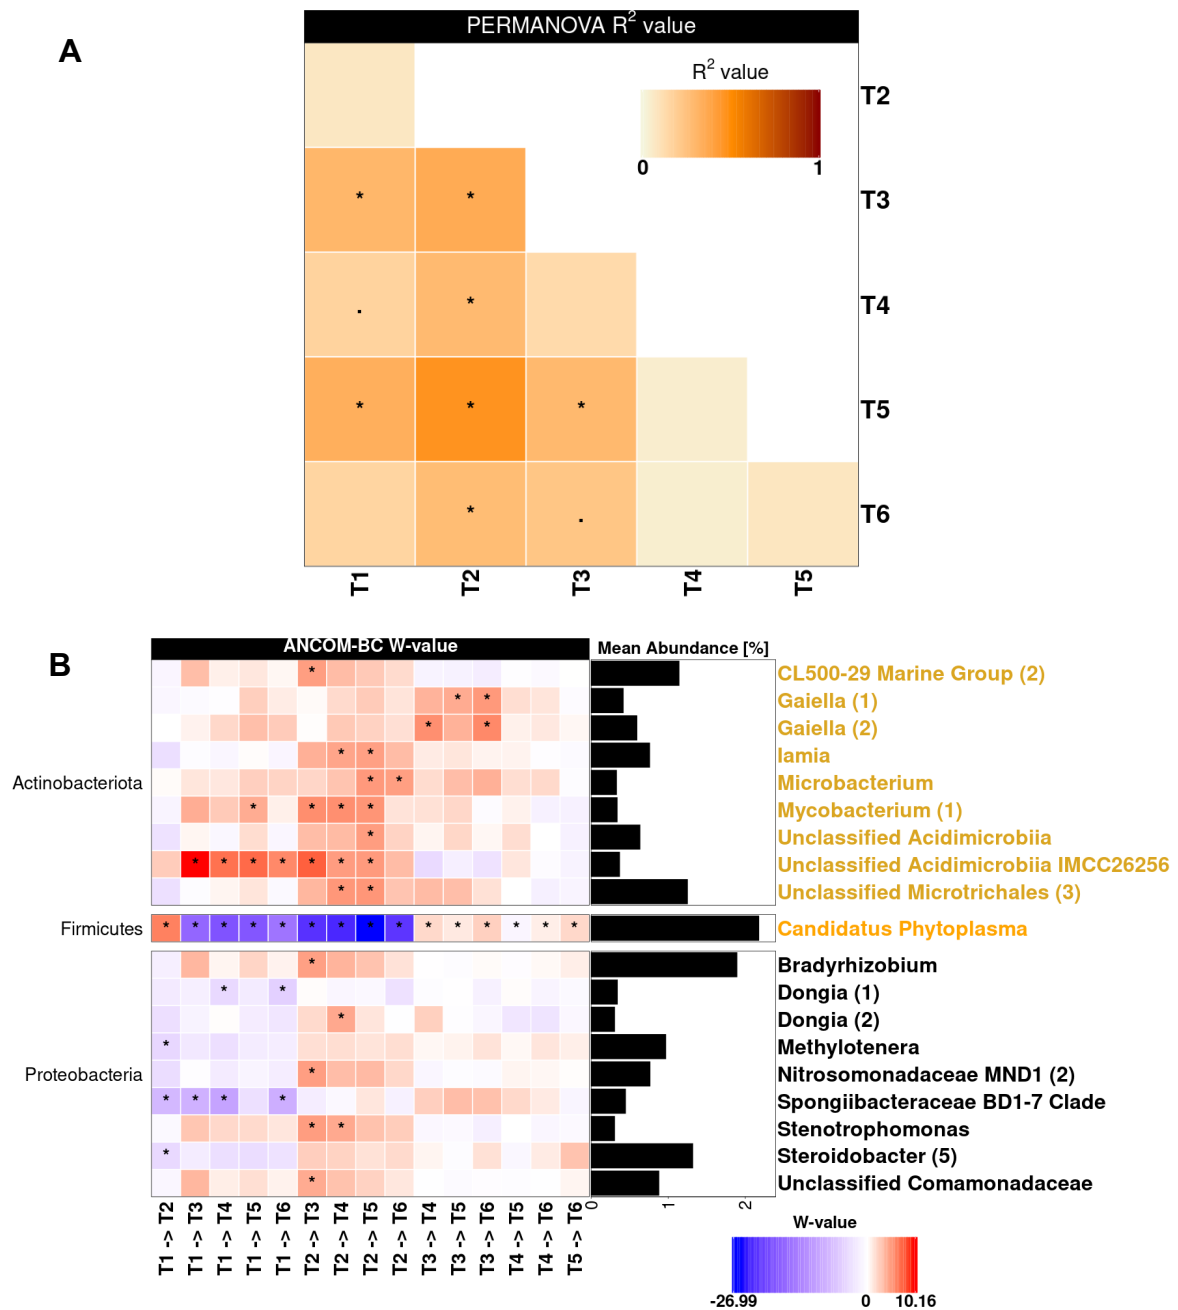 A
PERMANOVA R² value
R² value
0 1
T2
T3
* *
T4
. *
T5
* * *
T6
* .
T1 T2 T3 T4 T5
B
ANCOM-BC W-value
Mean Abundance [%]
Actinobacteriota
CL500-29 Marine Group (2)
Gaiella (1)
Gaiella (2)
Iamia
Microbacterium
Mycobacterium (1)
Unclassified Acidimicrobiia
Unclassified Acidimicrobiia IMCC26256
Unclassified Microtrichales (3)
Firmicutes
Candidatus Phytoplasma
Proteobacteria
Bradyrhizobium
Dongia (1)
Dongia (2)
Methylotenera
Nitrosomonadaceae MND1 (2)
Spongiibacteraceae BD1-7 Clade
Stenotrophomonas
Steroidobacter (5)
Unclassified Comamonadaceae
T1 -> T2
T1 -> T3
T1 -> T4
T1 -> T5
T1 -> T6
T2 -> T3
T2 -> T4
T2 -> T5
T2 -> T6
T3 -> T4
T3 -> T5
T3 -> T6
T4 -> T5
T4 -> T6
T5 -> T6
0 1 2
W-value
-26.99 0 10.16